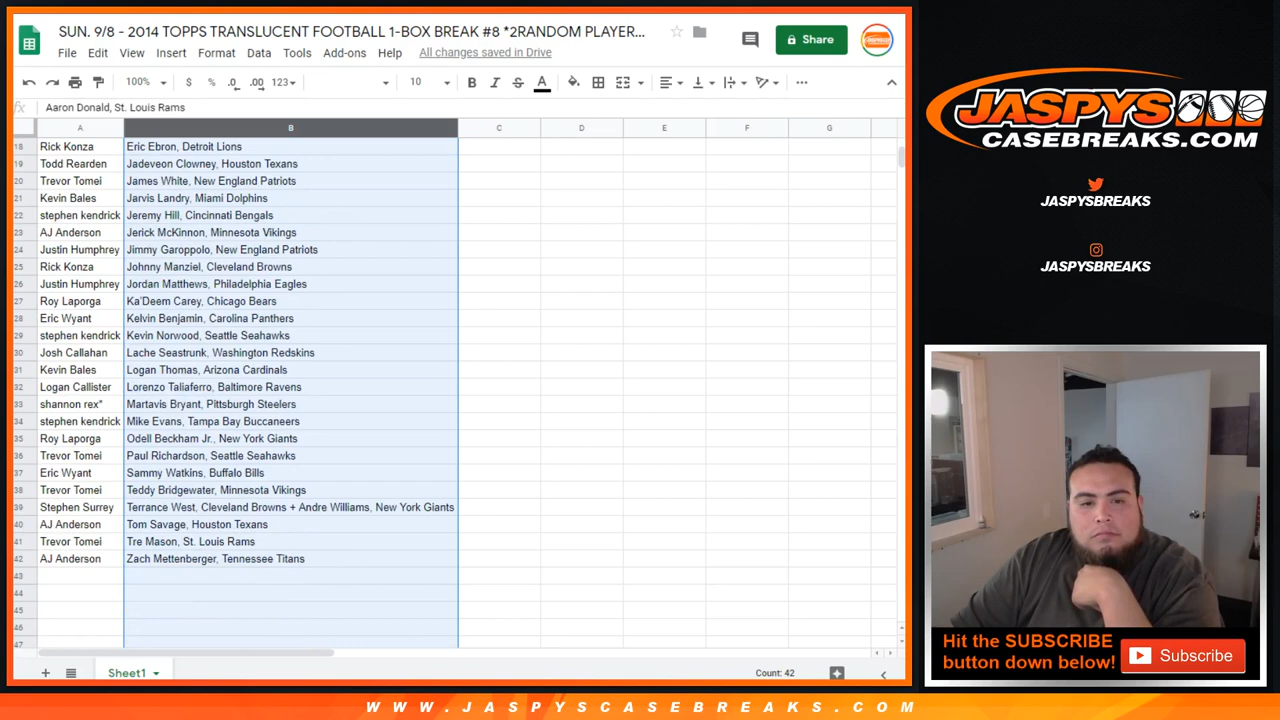 SUN. 9/8 - 2014 TOPPS TRANSLUCENT FOOTBALL 1-BOX BREAK #8 *2RANDOM PLAYER...
Share
File Edit View Insert Format Data Tools Add-ons Help All changes saved in Drive
100% $ % .0 .00 123 10 B I S A
fx Aaron Donald, St. Louis Rams
A B C D E F G
18 Rick Konza Eric Ebron, Detroit Lions
19 Todd Rearden Jadeveon Clowney, Houston Texans
20 Trevor Tomei James White, New England Patriots
21 Kevin Bales Jarvis Landry, Miami Dolphins
22 stephen kendrick Jeremy Hill, Cincinnati Bengals
23 AJ Anderson Jerick McKinnon, Minnesota Vikings
24 Justin Humphrey Jimmy Garoppolo, New England Patriots
25 Rick Konza Johnny Manziel, Cleveland Browns
26 Justin Humphrey Jordan Matthews, Philadelphia Eagles
27 Roy Laporga Ka'Deem Carey, Chicago Bears
28 Eric Wyant Kelvin Benjamin, Carolina Panthers
29 stephen kendrick Kevin Norwood, Seattle Seahawks
30 Josh Callahan Lache Seastrunk, Washington Redskins
31 Kevin Bales Logan Thomas, Arizona Cardinals
32 Logan Callister Lorenzo Taliaferro, Baltimore Ravens
33 shannon rex" Martavis Bryant, Pittsburgh Steelers
34 stephen kendrick Mike Evans, Tampa Bay Buccaneers
35 Roy Laporga Odell Beckham Jr., New York Giants
36 Trevor Tomei Paul Richardson, Seattle Seahawks
37 Eric Wyant Sammy Watkins, Buffalo Bills
38 Trevor Tomei Teddy Bridgewater, Minnesota Vikings
39 Stephen Surrey Terrance West, Cleveland Browns + Andre Williams, New York Giants
40 AJ Anderson Tom Savage, Houston Texans
41 Trevor Tomei Tre Mason, St. Louis Rams
42 AJ Anderson Zach Mettenberger, Tennessee Titans
43
44
45
46
47
Sheet1 Count: 42
JASPYS
CASEBREAKS.COM
JASPYSBREAKS
JASPYSBREAKS
Hit the SUBSCRIBE
button down below!
Subscribe
WWW.JASPYSCASEBREAKS.COM